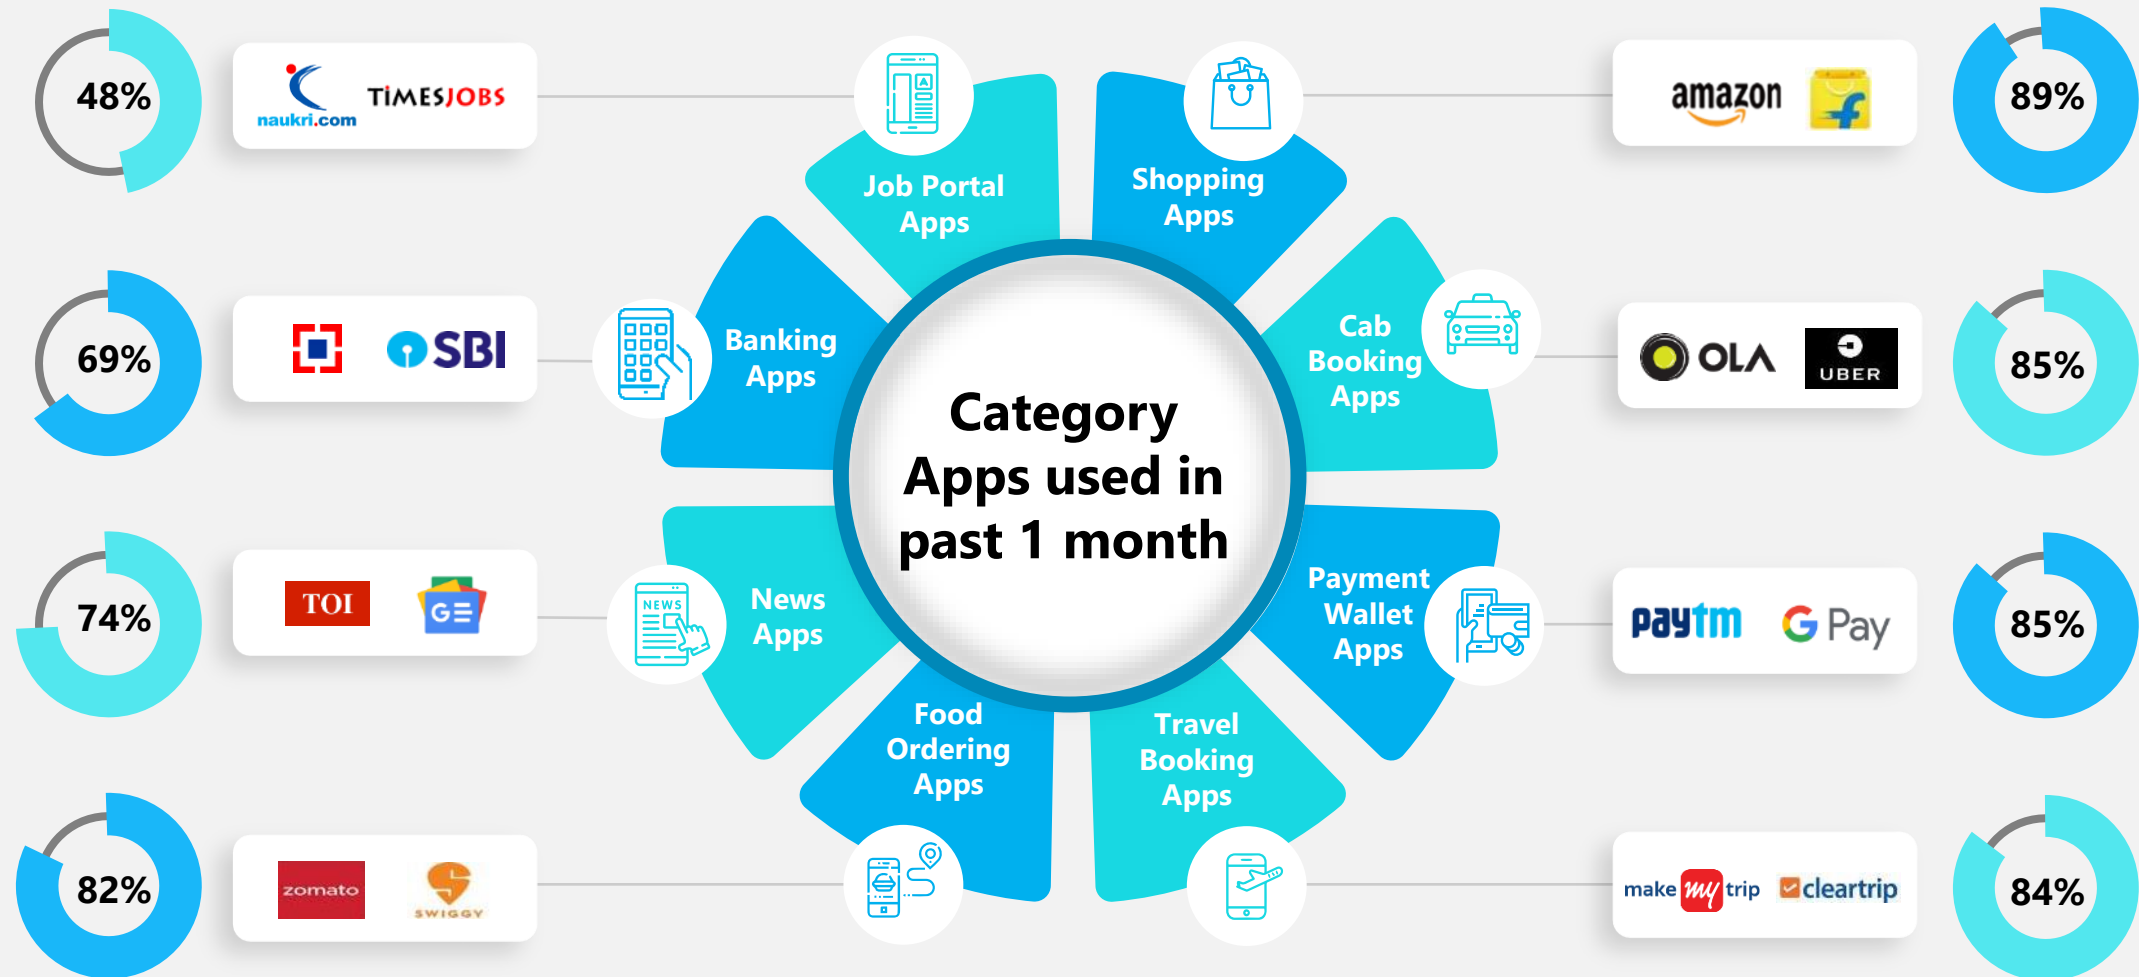 48%
naukri.com
TIMESJOBS
Job Portal
Apps
Shopping
Apps
amazon
89%
69%
SBI
Banking
Apps
Cab
Booking
Apps
OLA
UBER
85%
Category
Apps used in
past 1 month
74%
TOI
GE
NEWS
News
Apps
Payment
Wallet
Apps
paytm
G Pay
85%
82%
zomato
SWIGGY
Food
Ordering
Apps
Travel
Booking
Apps
make my trip
cleartrip
84%